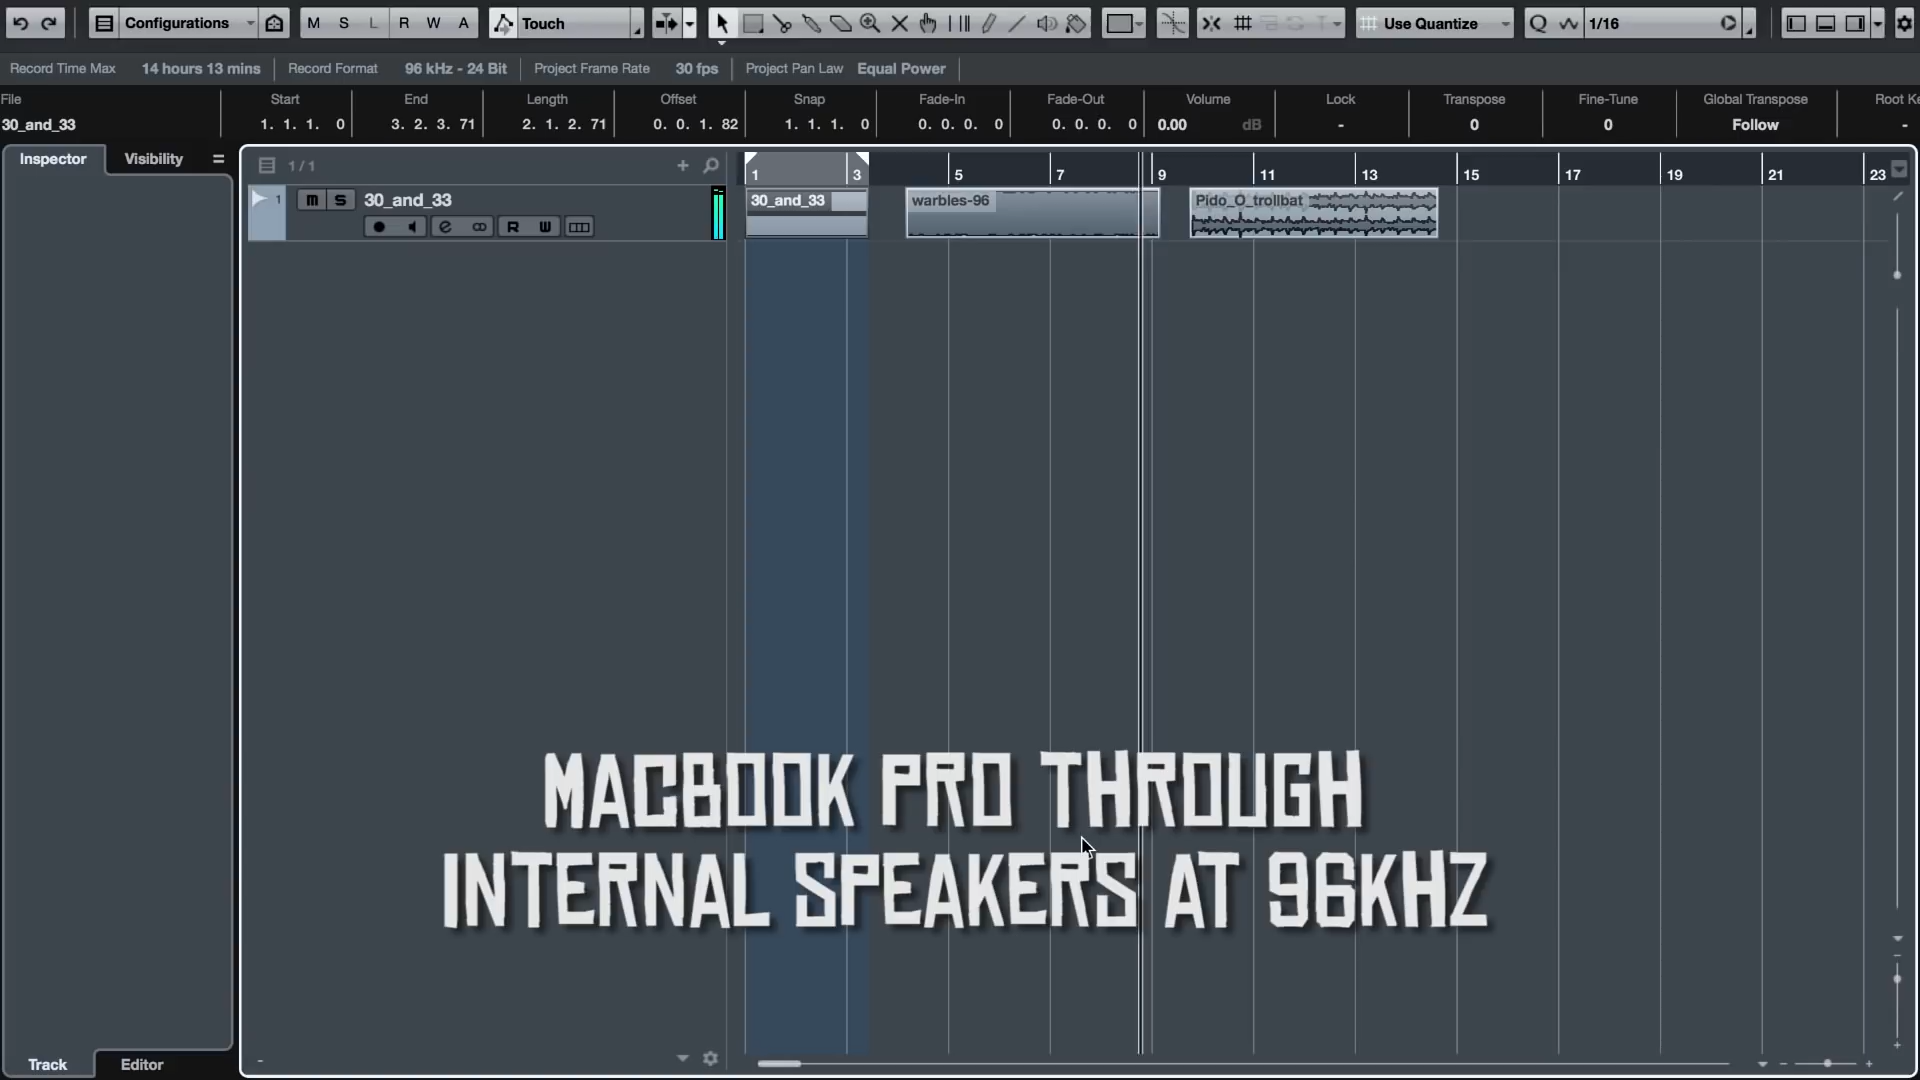 Configurations M S L R W A Touch Use Quantize Q 1/16
Record Time Max 14 hours 13 mins Record Format 96 kHz - 24 Bit Project Frame Rate 30 fps Project Pan Law Equal Power
File Start End Length Offset Snap Fade-In Fade-Out Volume Lock Transpose Fine-Tune Global Transpose Root Ke
30_and_33 1. 1. 1. 0 3. 2. 3. 71 2. 1. 2. 71 0. 0. 1. 82 1. 1. 1. 0 0. 0. 0. 0 0. 0. 0. 0 0.00 dB - 0 0 Follow -
Inspector Visibility 1/1 1 3 5 7 9 11 13 15 17 19 21 23
1 m S 30_and_33 30_and_33 warbles-96 Pido_O_trollbat
e R W
MACBOOK PRO THROUGH
INTERNAL SPEAKERS AT 96KHZ
Track Editor